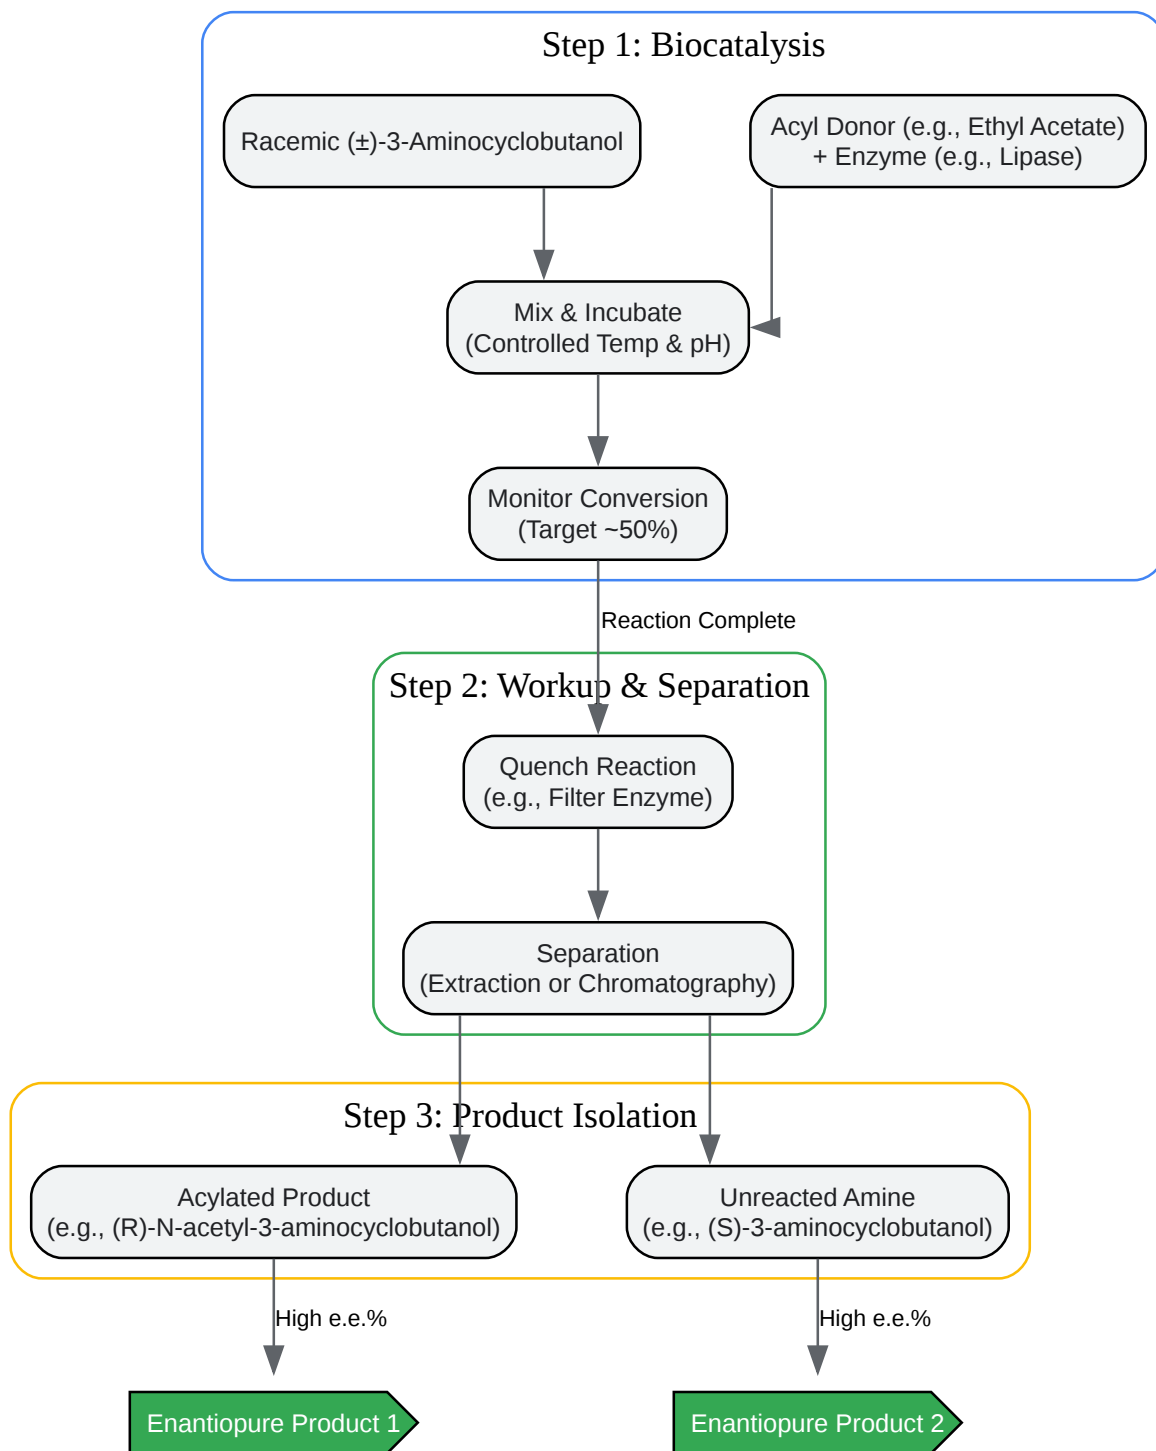 Step 1: Biocatalysis
Racemic (±)-3-Aminocyclobutanol
Acyl Donor (e.g., Ethyl Acetate)
+ Enzyme (e.g., Lipase)
Mix & Incubate
(Controlled Temp & pH)
Monitor Conversion
(Target ~50%)
Reaction Complete
Step 2: Workup & Separation
Quench Reaction
(e.g., Filter Enzyme)
Separation
(Extraction or Chromatography)
Step 3: Product Isolation
Acylated Product
(e.g., (R)-N-acetyl-3-aminocyclobutanol)
Unreacted Amine
(e.g., (S)-3-aminocyclobutanol)
High e.e.%
High e.e.%
Enantiopure Product 1
Enantiopure Product 2